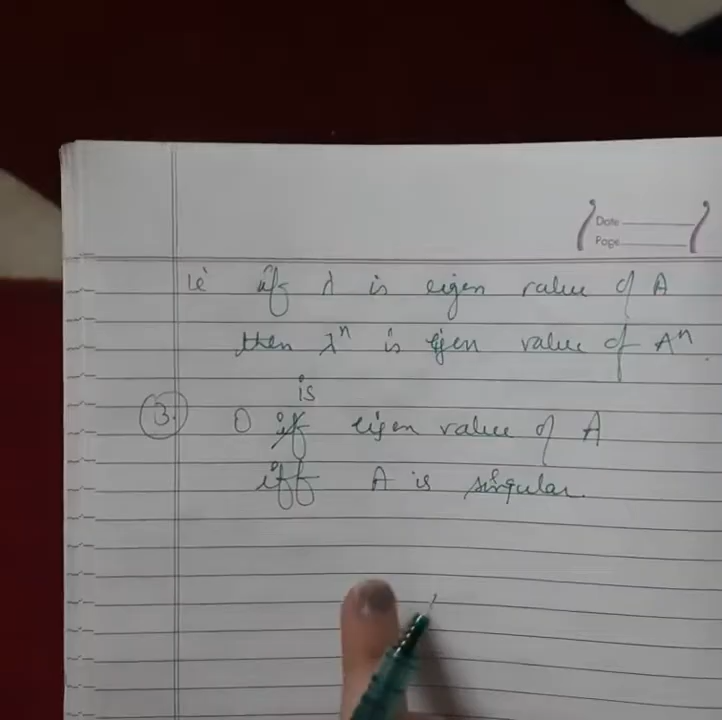 Date
Page
ie if λ is eigen value of A
then λⁿ is eigen value of Aⁿ.
is
③. 0 if eigen value of A
iff A is singular.